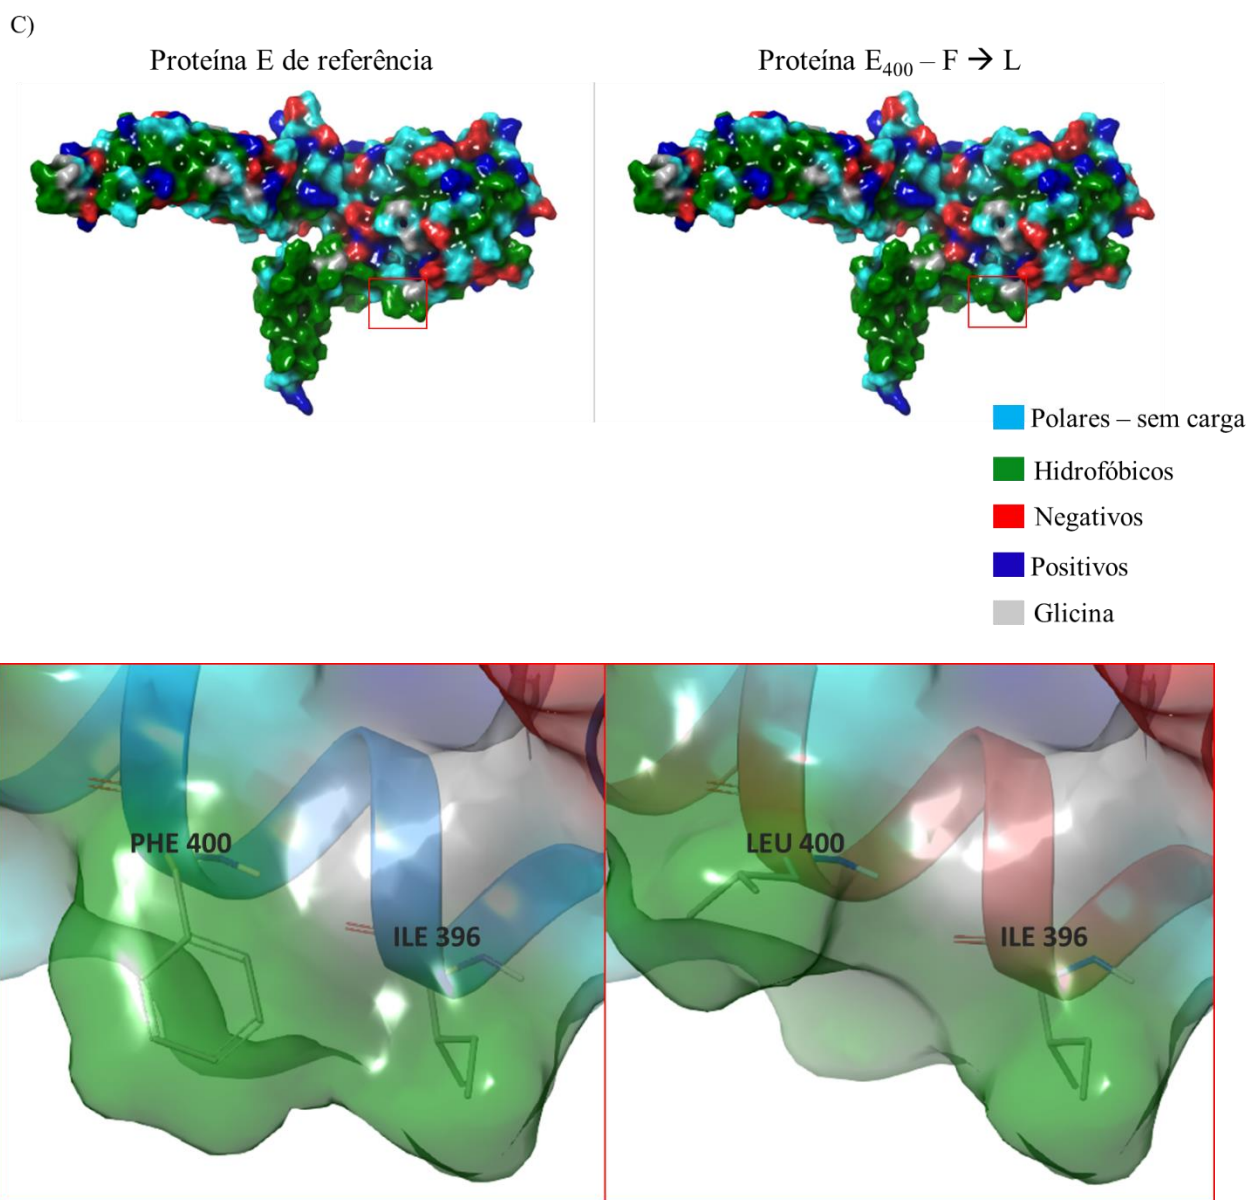 C)
Proteína E de referência
Proteína E₄₀₀ – F → L
Polares – sem carga
Hidrofóbicos
Negativos
Positivos
Glicina
PHE 400
ILE 396
LEU 400
ILE 396